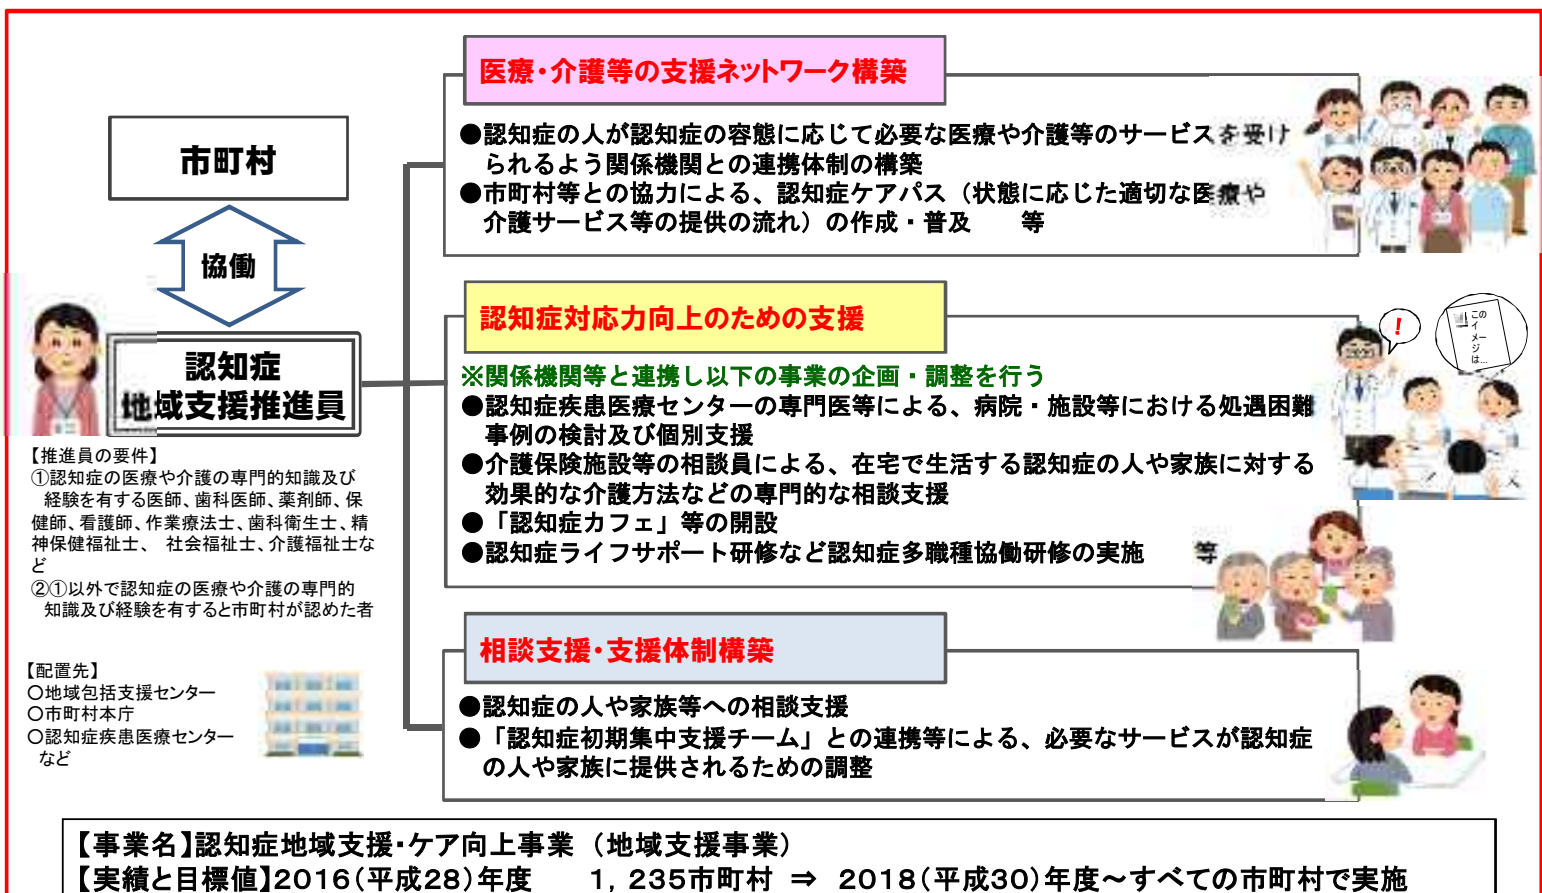 医療・介護等の支援ネットワーク構築
●認知症の人が認知症の容態に応じて必要な医療や介護等のサービスを受け
られるよう関係機関との連携体制の構築
●市町村等との協力による、認知症ケアパス（状態に応じた適切な医療や
介護サービス等の提供の流れ）の作成・普及　　等
市町村
協働
認知症
地域支援推進員
【推進員の要件】
①認知症の医療や介護の専門的知識及び
経験を有する医師、歯科医師、薬剤師、保
健師、看護師、作業療法士、歯科衛生士、精
神保健福祉士、　社会福祉士、介護福祉士な
ど
②①以外で認知症の医療や介護の専門的
知識及び経験を有すると市町村が認めた者
【配置先】
○地域包括支援センター
○市町村本庁
○認知症疾患医療センター
など
認知症対応力向上のための支援
※関係機関等と連携し以下の事業の企画・調整を行う
●認知症疾患医療センターの専門医等による、病院・施設等における処遇困難
事例の検討及び個別支援
●介護保険施設等の相談員による、在宅で生活する認知症の人や家族に対する
効果的な介護方法などの専門的な相談支援
●「認知症カフェ」等の開設
●認知症ライフサポート研修など認知症多職種協働研修の実施　　等
!
この
イ
メー
ジ
は...
相談支援・支援体制構築
●認知症の人や家族等への相談支援
●「認知症初期集中支援チーム」との連携等による、必要なサービスが認知症
の人や家族に提供されるための調整
【事業名】認知症地域支援・ケア向上事業（地域支援事業）
【実績と目標値】2016(平成28)年度　　1,235市町村 ⇒ 2018(平成30)年度～すべての市町村で実施